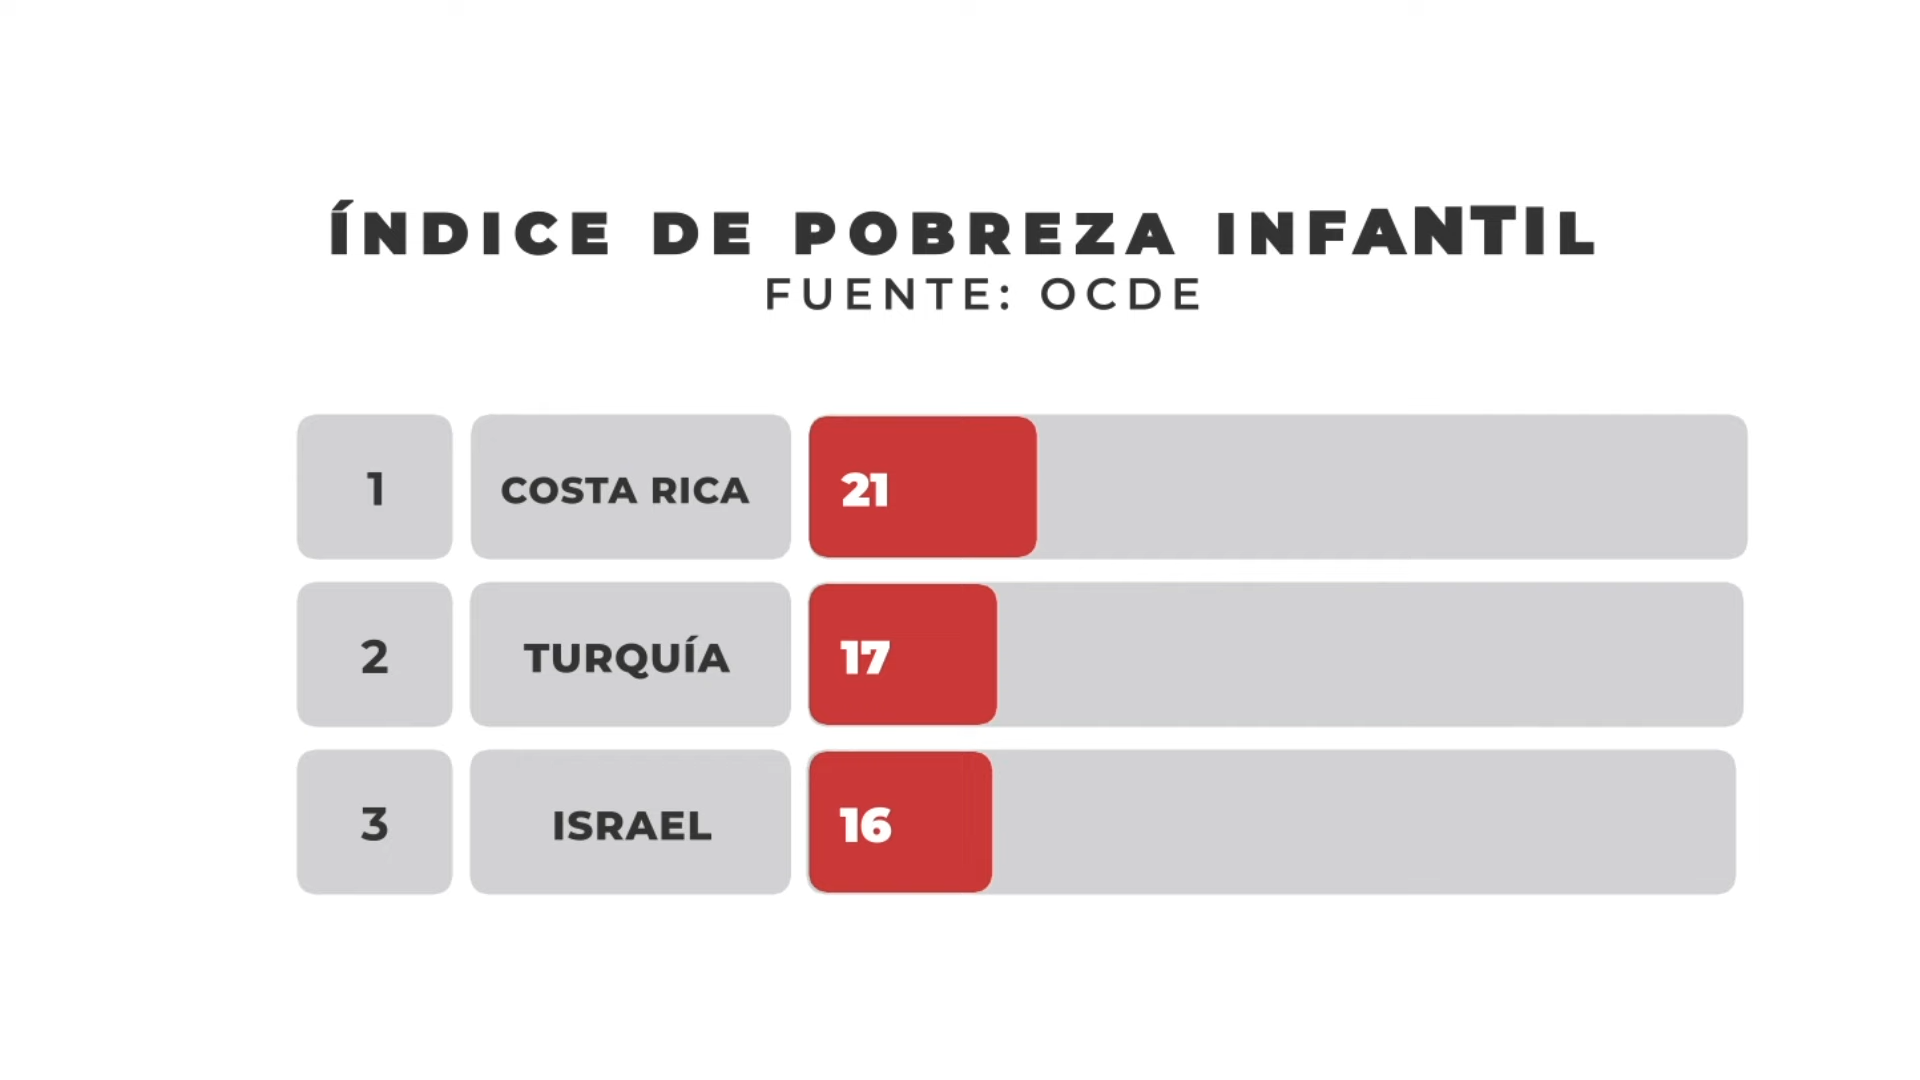 ÍNDICE DE POBREZA INFANTIL
FUENTE: OCDE
1 COSTA RICA 21
2 TURQUÍA 17
3 ISRAEL 16